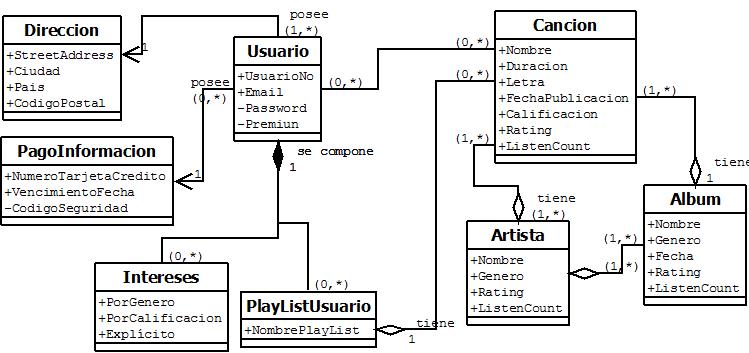 Direccion
+StreetAddress
+Ciudad
+Pais
+CodigoPostal
posee
(1,*)
1
Usuario
+UsuarioNo
+Email
-Password
-Premiun
(0,*)
posee
(0,*)
1
PagoInformacion
+NumeroTarjetaCredito
+VencimientoFecha
-CodigoSeguridad
se compone
1
(0,*)
(0,*)
Intereses
+PorGenero
+PorCalificacion
+Explícito
PlayListUsuario
+NombrePlayList
tiene
1
(0,*)
(0,*)
Cancion
+Nombre
+Duracion
+Letra
+FechaPublicacion
+Calificacion
+Rating
+ListenCount
(1,*)
(1,*)
tiene
1
tiene
(1,*)
Artista
+Nombre
+Genero
+Rating
+ListenCount
(1,*)
(1,*)
Album
+Nombre
+Genero
+Fecha
+Rating
+ListenCount